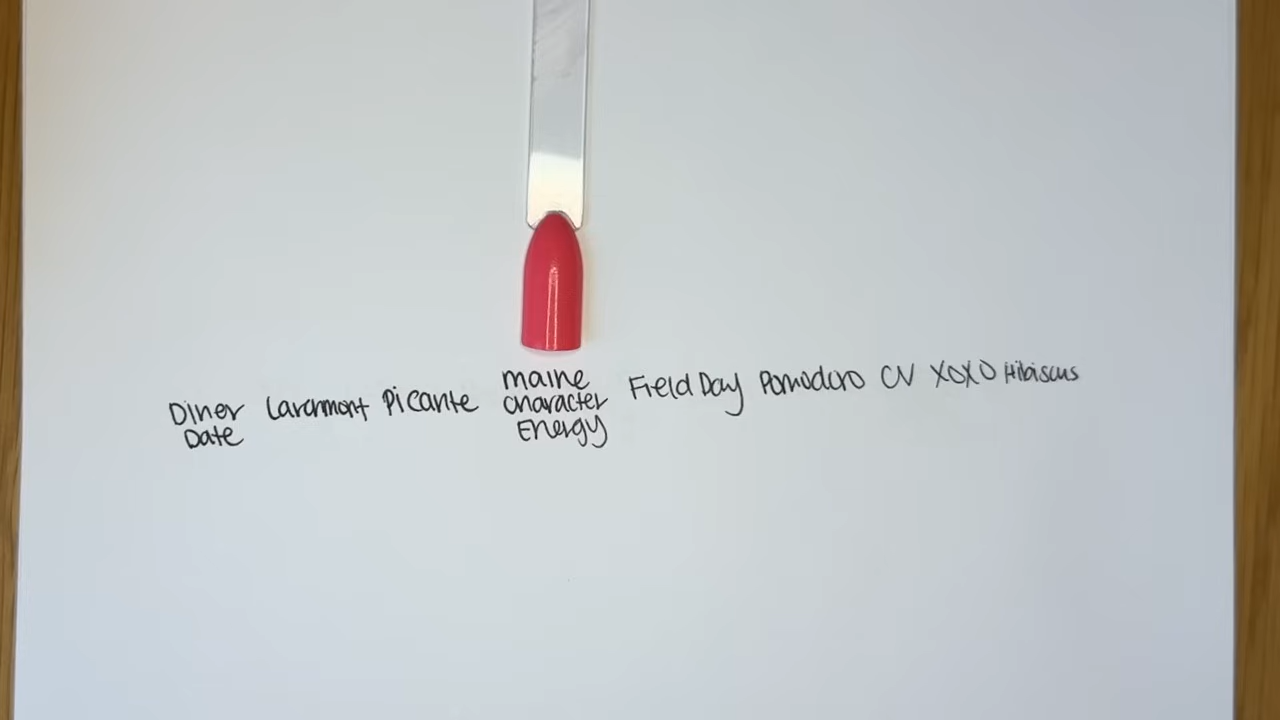 Diner Date
Larchmont
Picante
maine character Energy
Field Day
Pomodoro
CV
XOXO
Hibiscus